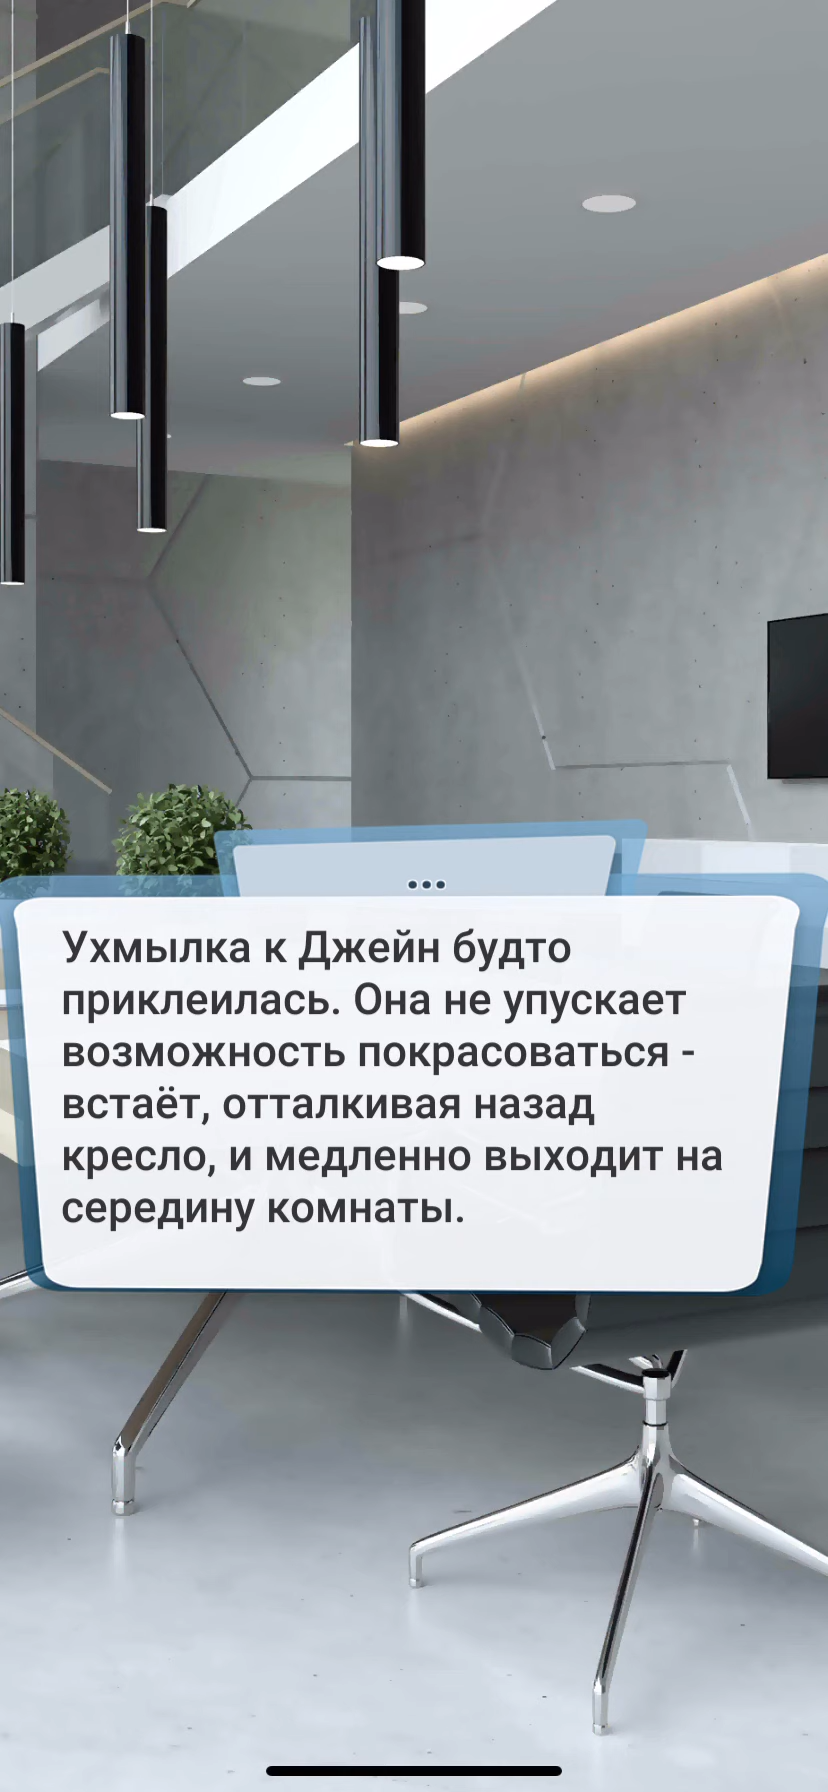 ...
Ухмылка к Джейн будто
приклеилась. Она не упускает
возможность покрасоваться -
встаёт, отталкивая назад
кресло, и медленно выходит на
середину комнаты.